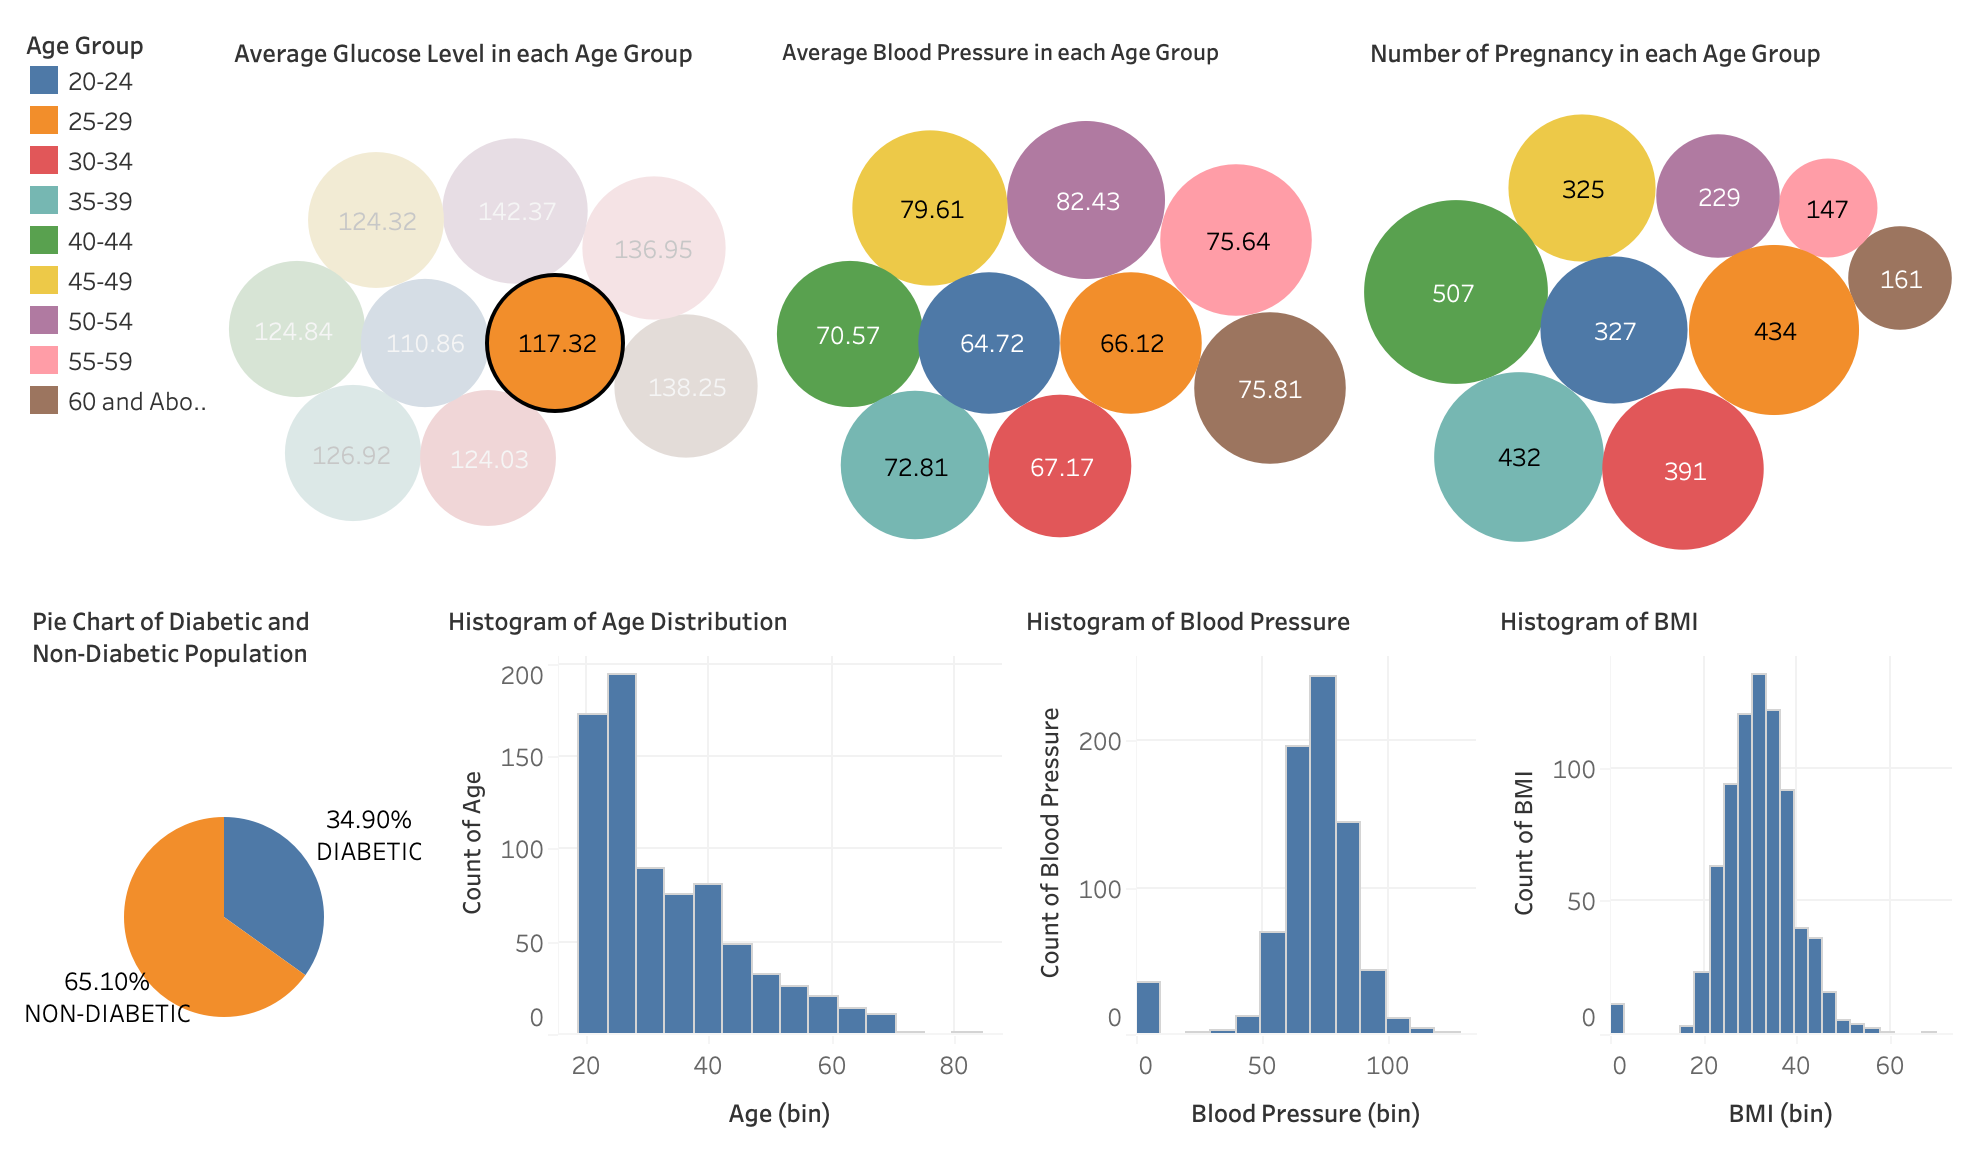 Age Group
20-24
25-29
30-34
35-39
40-44
45-49
50-54
55-59
60 and Abo..
Average Glucose Level in each Age Group
124.32
142.37
136.95
124.84
110.86
117.32
138.25
126.92
124.03
Average Blood Pressure in each Age Group
79.61
82.43
75.64
70.57
64.72
66.12
75.81
72.81
67.17
Number of Pregnancy in each Age Group
325
229
147
507
327
434
161
432
391
Pie Chart of Diabetic and
Non-Diabetic Population
34.90%
DIABETIC
65.10%
NON-DIABETIC
Histogram of Age Distribution
Count of Age
200
150
100
50
0
20 40 60 80
Age (bin)
Histogram of Blood Pressure
Count of Blood Pressure
200
100
0
0 50 100
Blood Pressure (bin)
Histogram of BMI
Count of BMI
100
50
0
0 20 40 60
BMI (bin)